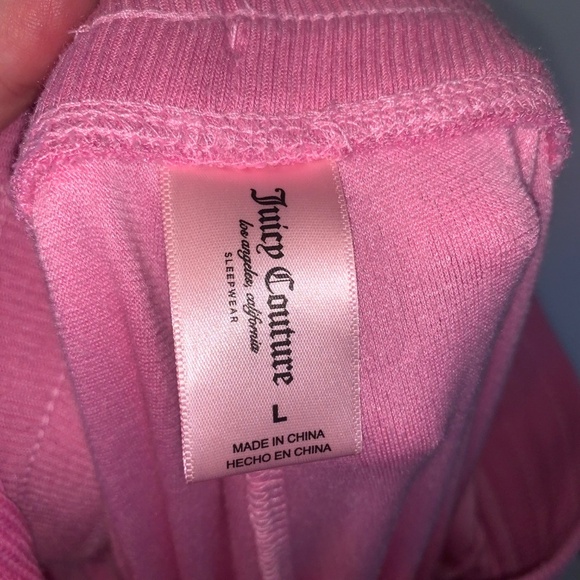 Juicy Couture
los angeles, california
SLEEPWEAR
L
MADE IN CHINA
HECHO EN CHINA